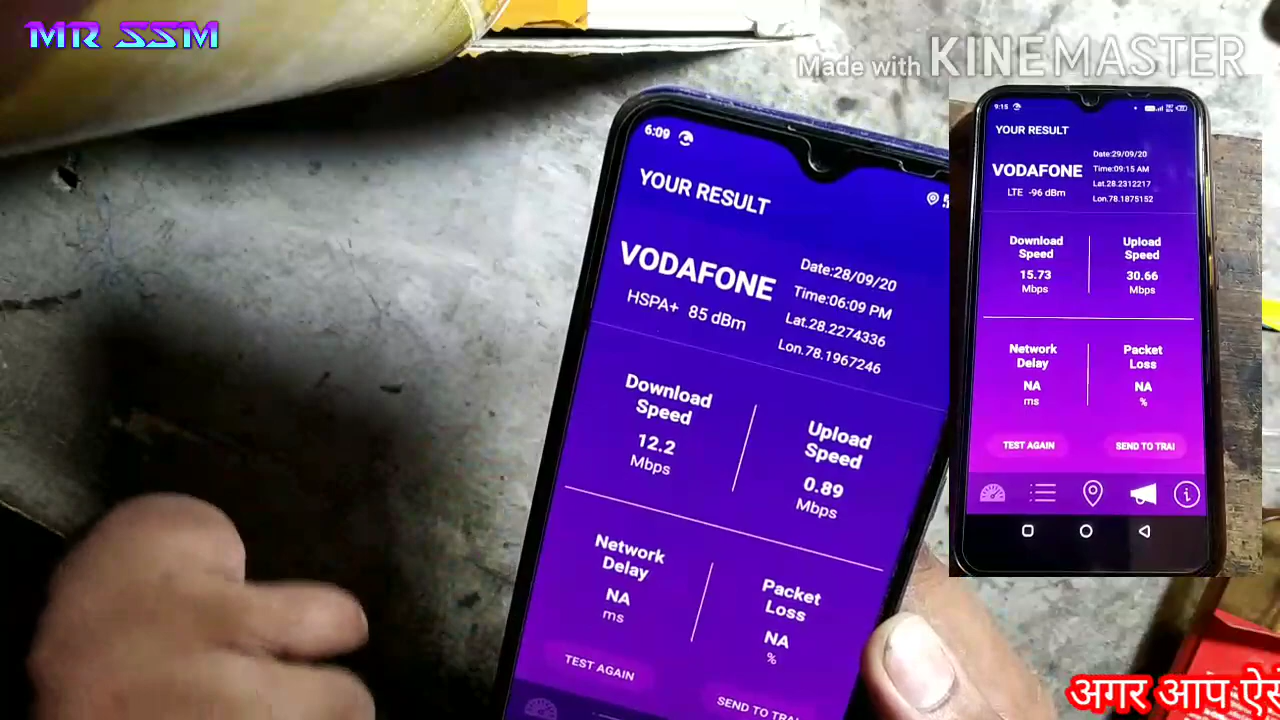 MR SSM
Made with KINEMASTER
6:09
YOUR RESULT
VODAFONE
HSPA+ 85 dBm
Date:28/09/20
Time:06:09 PM
Lat.28.2274336
Lon.78.1967246
Download
Speed
12.2
Mbps
Upload
Speed
0.89
Mbps
Network
Delay
NA
ms
Packet
Loss
NA
%
TEST AGAIN
SEND TO TRAI
9:15
YOUR RESULT
VODAFONE
LTE -96 dBm
Date:29/09/20
Time:09:15 AM
Lat.28.2312217
Lon.78.1875152
Download
Speed
15.73
Mbps
Upload
Speed
30.66
Mbps
Network
Delay
NA
ms
Packet
Loss
NA
%
TEST AGAIN
SEND TO TRAI
अगर आप